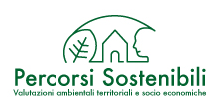 Percorsi Sostenibili
Valutazioni ambientali territoriali e socio economiche